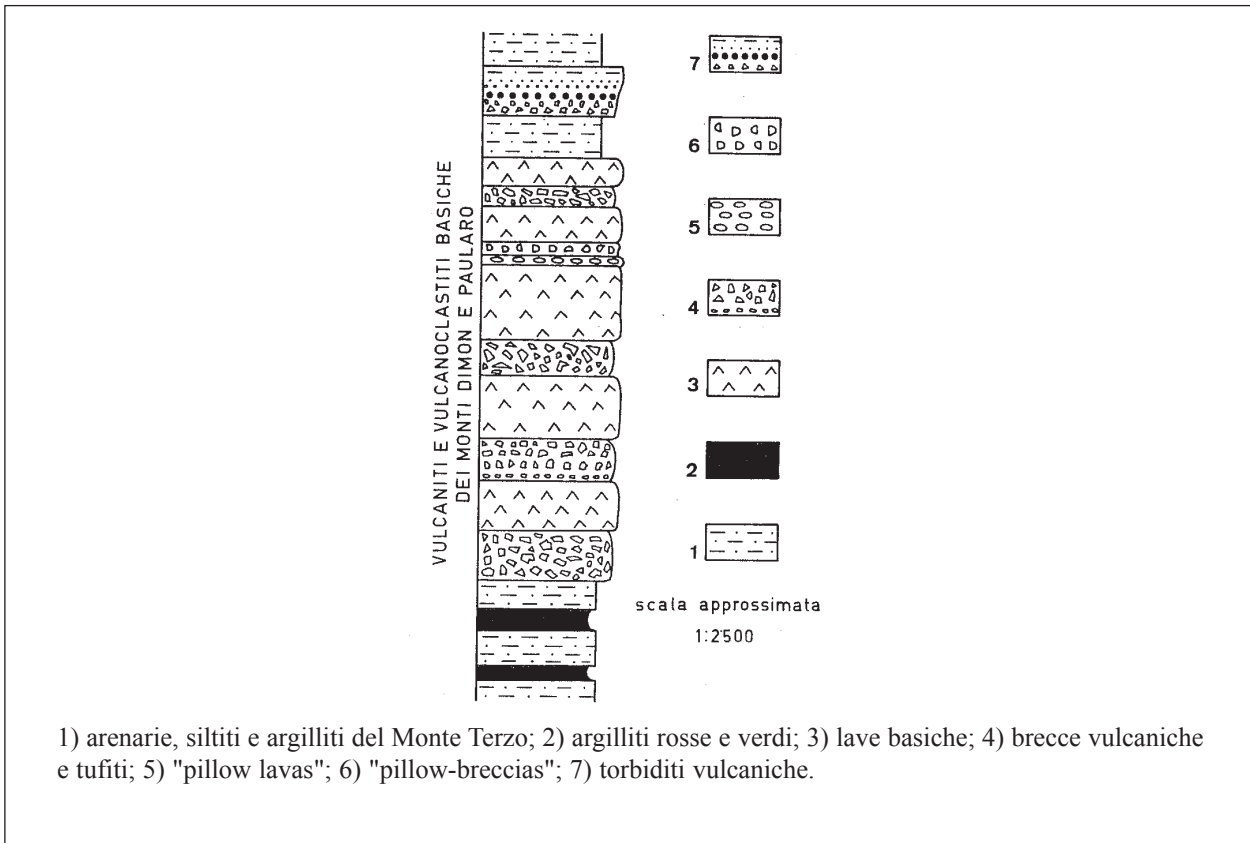 VULCANITI E VULCANOCLASTITI BASICHE
DEI MONTI DIMON E PAULARO
7
6
5
4
3
2
1
scala approssimata
1:2'500
1) arenarie, siltiti e argilliti del Monte Terzo; 2) argilliti rosse e verdi; 3) lave basiche; 4) brecce vulcaniche
e tufiti; 5) "pillow lavas"; 6) "pillow-breccias"; 7) torbiditi vulcaniche.